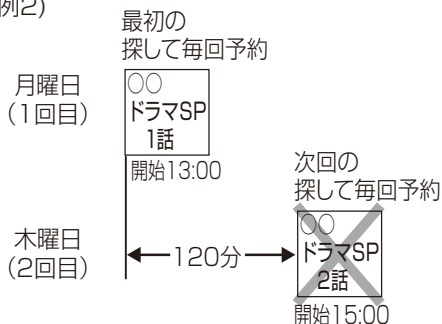 例2)
最初の
探して毎回予約
月曜日
(1回目)
○○
ドラマSP
1話
開始13:00
次回の
探して毎回予約
木曜日
(2回目)
120分
○○
ドラマSP
2話
開始15:00